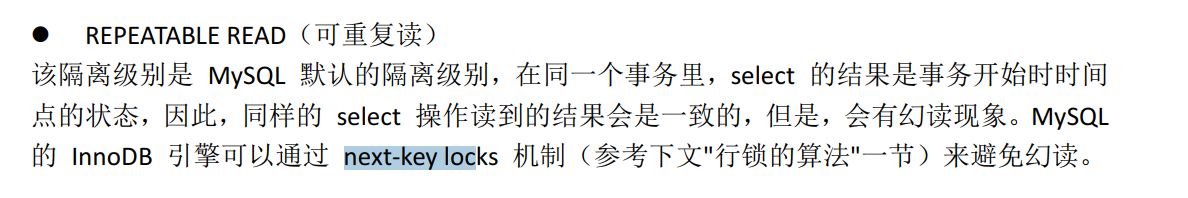 ● REPEATABLE READ（可重复读）
该隔离级别是 MySQL 默认的隔离级别，在同一个事务里，select 的结果是事务开始时时间
点的状态，因此，同样的 select 操作读到的结果会是一致的，但是，会有幻读现象。MySQL
的 InnoDB 引擎可以通过 next-key locks 机制（参考下文"行锁的算法"一节）来避免幻读。